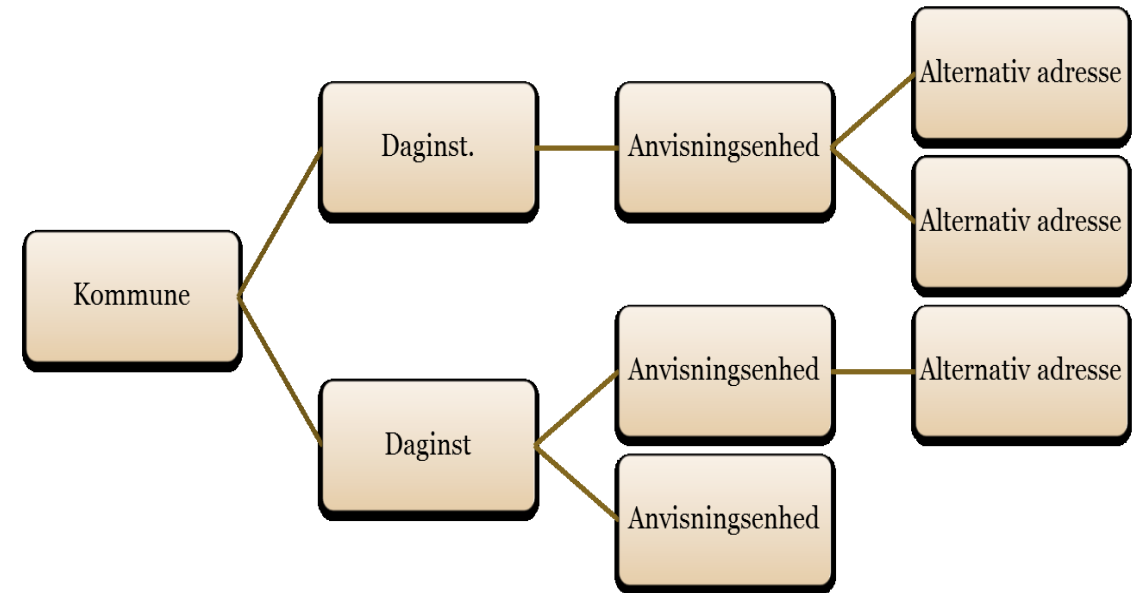 Kommune
Daginst.
Anvisningsenhed
Alternativ adresse
Alternativ adresse
Daginst
Anvisningsenhed
Alternativ adresse
Anvisningsenhed